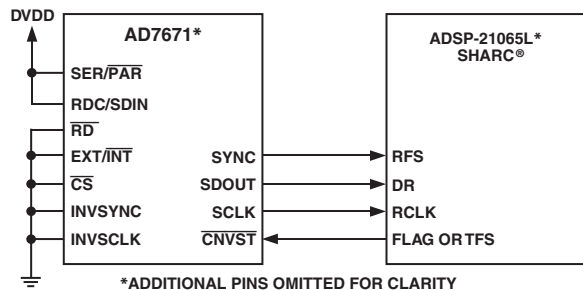 DVDD
AD7671*
SER/PAR
RDC/SDIN
RD
EXT/INT
CS
INVSYNC
INVSCLK
SYNC
SDOUT
SCLK
CNVST
ADSP-21065L*
SHARC®
RFS
DR
RCLK
FLAG OR TFS
*ADDITIONAL PINS OMITTED FOR CLARITY